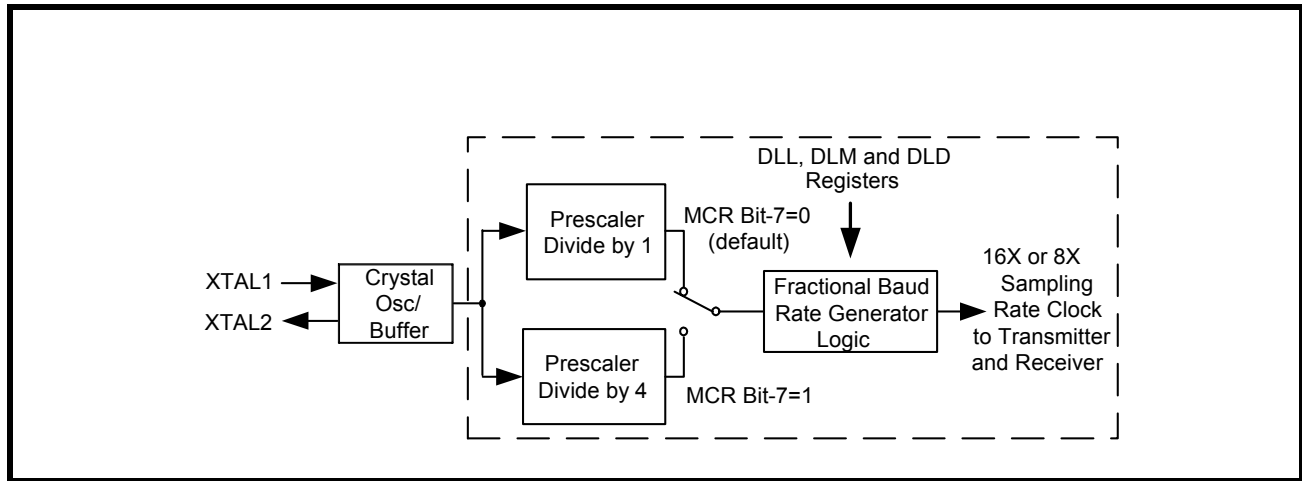 DLL, DLM and DLD
Registers
Prescaler
Divide by 1
MCR Bit-7=0
(default)
XTAL1
XTAL2
Crystal
Osc/
Buffer
Fractional Baud
Rate Generator
Logic
16X or 8X
Sampling
Rate Clock
to Transmitter
and Receiver
Prescaler
Divide by 4
MCR Bit-7=1